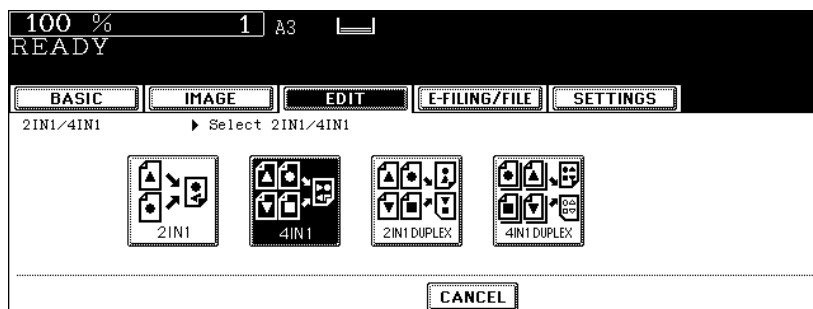 100 % 1 A3
READY
BASIC IMAGE EDIT E-FILING/FILE SETTINGS
2IN1/4IN1 Select 2IN1/4IN1
2IN1 4IN1 2IN1 DUPLEX 4IN1 DUPLEX
CANCEL